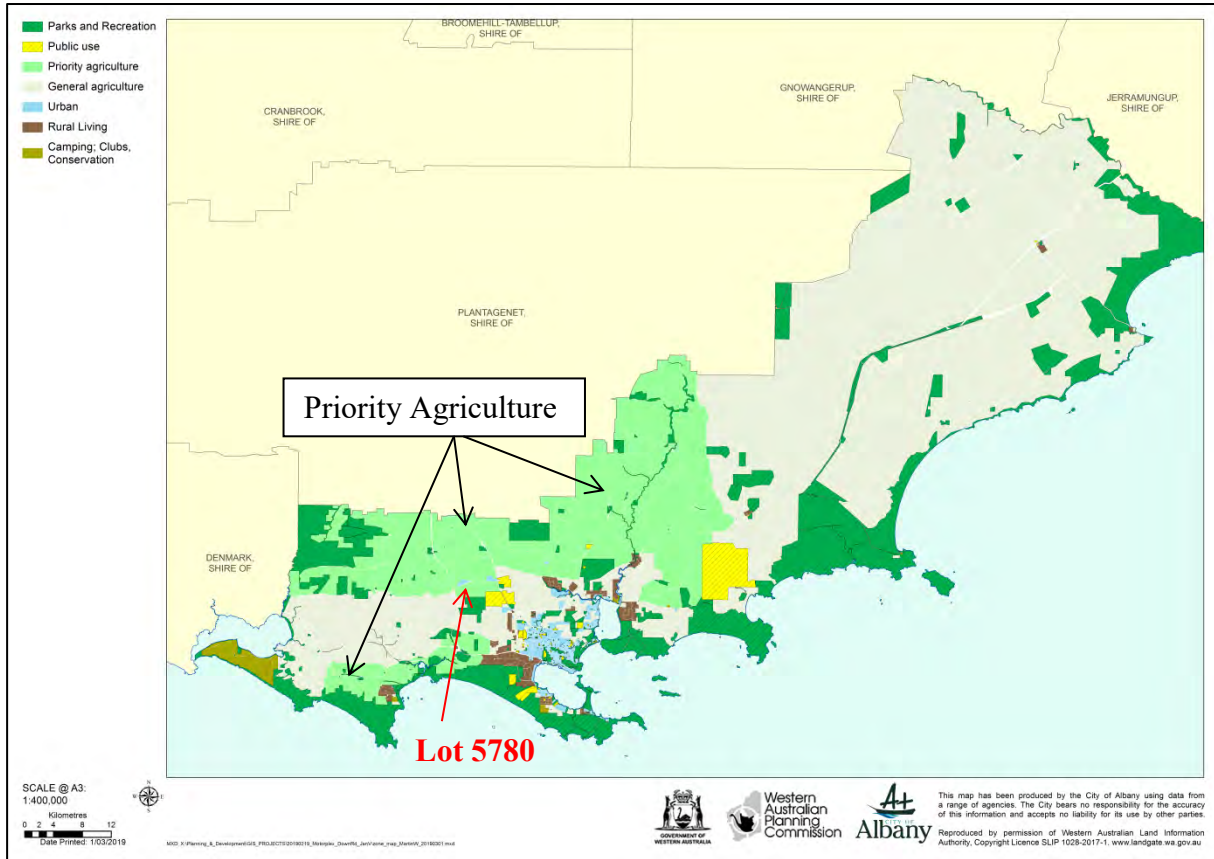 Parks and Recreation
Public use
Priority agriculture
General agriculture
Urban
Rural Living
Camping; Clubs,
Conservation
BROOMEHILL-TAMBELLUP,
SHIRE OF
CRANBROOK,
SHIRE OF
GNOWANGERUP,
SHIRE OF
JERRAMUNGUP,
SHIRE OF
PLANTAGENET,
SHIRE OF
Priority Agriculture
DENMARK,
SHIRE OF
Lot 5780
SCALE @ A3:
1:400,000
Kilometres
0 2 4 8 12
Date Printed: 1/03/2019
N
W E
S
GOVERNMENT OF
WESTERN AUSTRALIA
Western
Australian
Planning
Commission
CITY OF
Albany
This map has been produced by the City of Albany using data from
a range of agencies. The City bears no responsibility for the accuracy
of this information and accepts no liability for its use by other parties.
Reproduced by permission of Western Australian Land Information
Authority, Copyright Licence SLIP 1028-2017-1. www.landgate.wa.gov.au